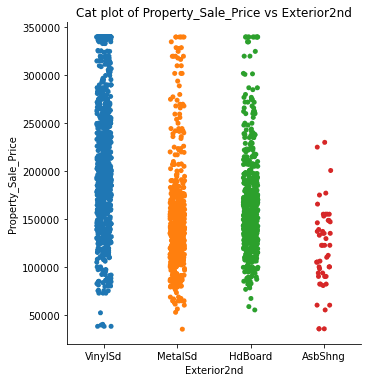 Cat plot of Property_Sale_Price vs Exterior2nd
350000
300000
250000
200000
150000
100000
50000
Property_Sale_Price
VinylSd MetalSd HdBoard AsbShng
Exterior2nd